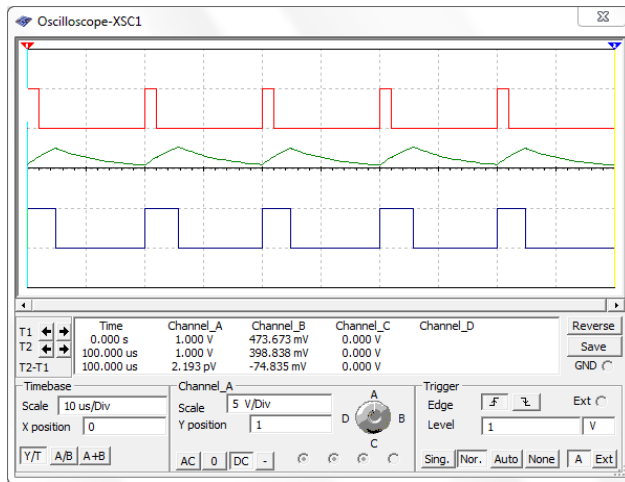 Oscilloscope-XSC1
1 2
Time Channel_A Channel_B Channel_C Channel_D
T1 0.000 s 1.000 V 473.673 mV 0.000 V
T2 100.000 us 1.000 V 398.838 mV 0.000 V
T2-T1 100.000 us 2.193 pV -74.835 mV 0.000 V
Reverse
Save
GND
Timebase
Scale 10 us/Div
X position 0
Y/T A/B A+B
Channel_A
Scale 5 V/Div
Y position 1
AC 0 DC -
A
B
C
D
Trigger
Edge Ext
Level 1 V
Sing. Nor. Auto None A Ext